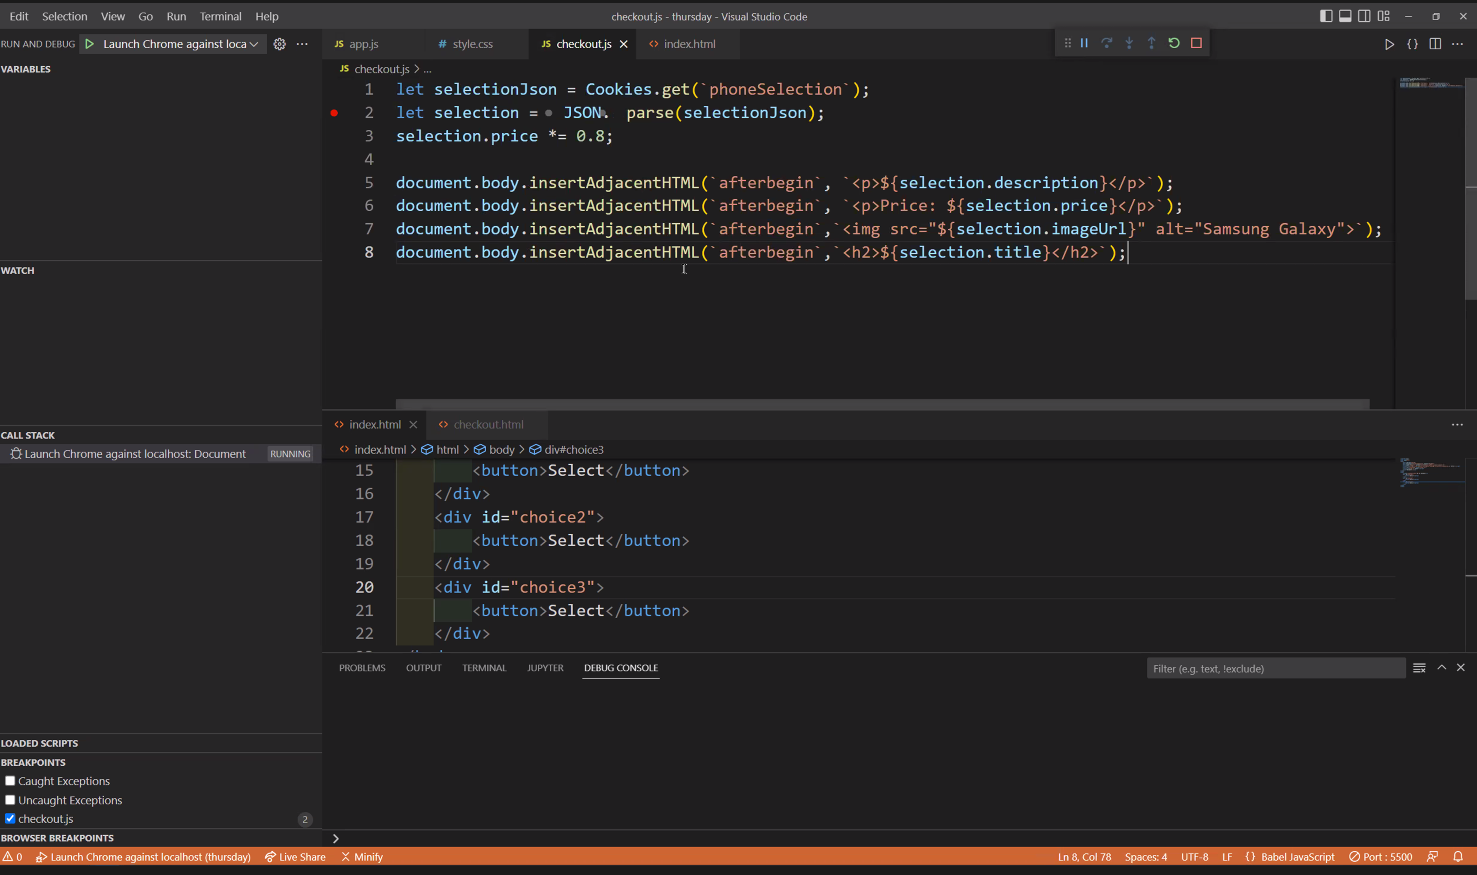 Edit Selection View Go Run Terminal Help
checkout.js - thursday - Visual Studio Code
RUN AND DEBUG Launch Chrome against loca
VARIABLES
WATCH
CALL STACK
Launch Chrome against localhost: Document RUNNING
LOADED SCRIPTS
BREAKPOINTS
Caught Exceptions
Uncaught Exceptions
checkout.js 2
BROWSER BREAKPOINTS
JS app.js # style.css JS checkout.js <> index.html
JS checkout.js > ...
1 let selectionJson = Cookies.get(`phoneSelection`);
2 let selection = JSON. parse(selectionJson);
3 selection.price *= 0.8;
4
5 document.body.insertAdjacentHTML(`afterbegin`, `<p>${selection.description}</p>`);
6 document.body.insertAdjacentHTML(`afterbegin`, `<p>Price: ${selection.price}</p>`);
7 document.body.insertAdjacentHTML(`afterbegin`,`<img src="${selection.imageUrl}" alt="Samsung Galaxy">`);
8 document.body.insertAdjacentHTML(`afterbegin`,`<h2>${selection.title}</h2>`);
<> index.html <> checkout.html
<> index.html > html > body > div#choice3
15 <button>Select</button>
16 </div>
17 <div id="choice2">
18 <button>Select</button>
19 </div>
20 <div id="choice3">
21 <button>Select</button>
22 </div>
PROBLEMS OUTPUT TERMINAL JUPYTER DEBUG CONSOLE
Filter (e.g. text, !exclude)
0 Launch Chrome against localhost (thursday) Live Share Minify
Ln 8, Col 78 Spaces: 4 UTF-8 LF {} Babel JavaScript Port : 5500